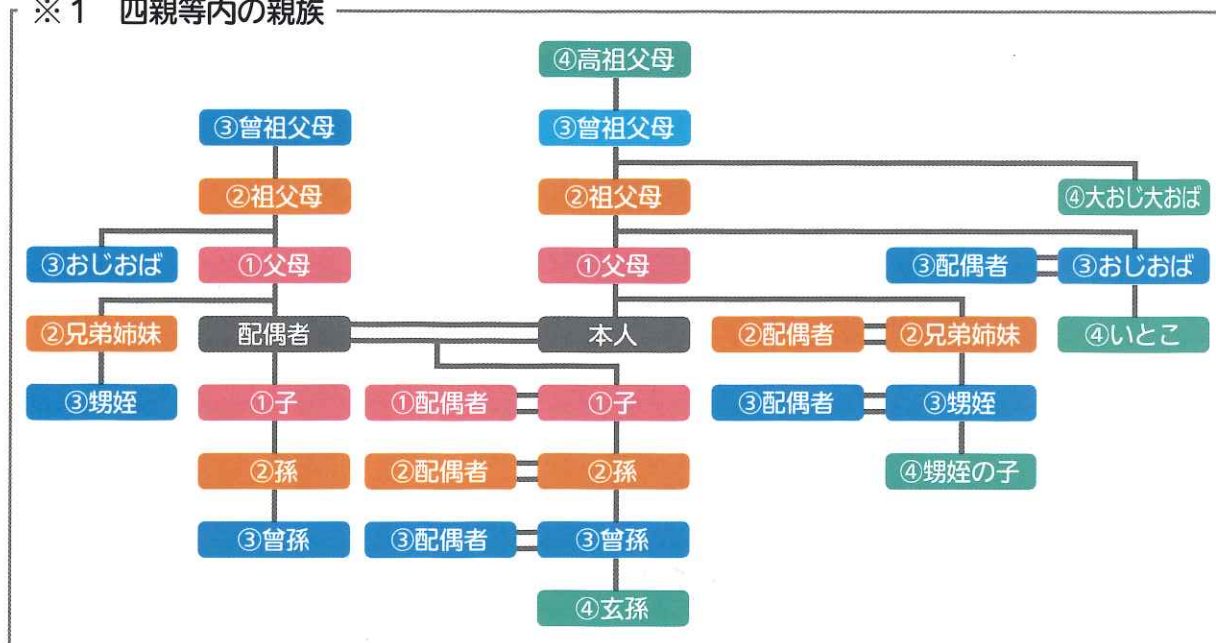 ※1 四親等内の親族
④高祖父母
③曾祖父母 ③曾祖父母
②祖父母 ②祖父母 ④大おじ大おば
③おじおば ①父母 ①父母 ③配偶者 ③おじおば
②兄弟姉妹 配偶者 本人 ②配偶者 ②兄弟姉妹 ④いとこ
③甥姪 ①子 ①配偶者 ①子 ③配偶者 ③甥姪
②孫 ②配偶者 ②孫 ④甥姪の子
③曾孫 ③配偶者 ③曾孫
④玄孫